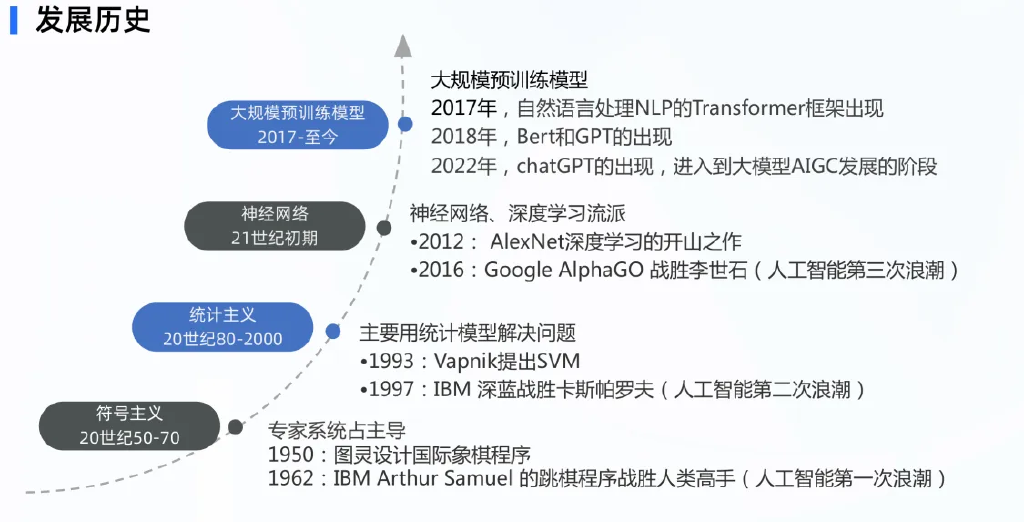 发展历史
大规模预训练模型
2017-至今
大规模预训练模型
2017年，自然语言处理NLP的Transformer框架出现
2018年，Bert和GPT的出现
2022年，chatGPT的出现，进入到大模型AIGC发展的阶段
神经网络
21世纪初期
神经网络、深度学习流派
•2012： AlexNet深度学习的开山之作
•2016：Google AlphaGO 战胜李世石（人工智能第三次浪潮）
统计主义
20世纪80-2000
主要用统计模型解决问题
•1993：Vapnik提出SVM
•1997：IBM 深蓝战胜卡斯帕罗夫（人工智能第二次浪潮）
符号主义
20世纪50-70
专家系统占主导
1950：图灵设计国际象棋程序
1962：IBM Arthur Samuel 的跳棋程序战胜人类高手（人工智能第一次浪潮）